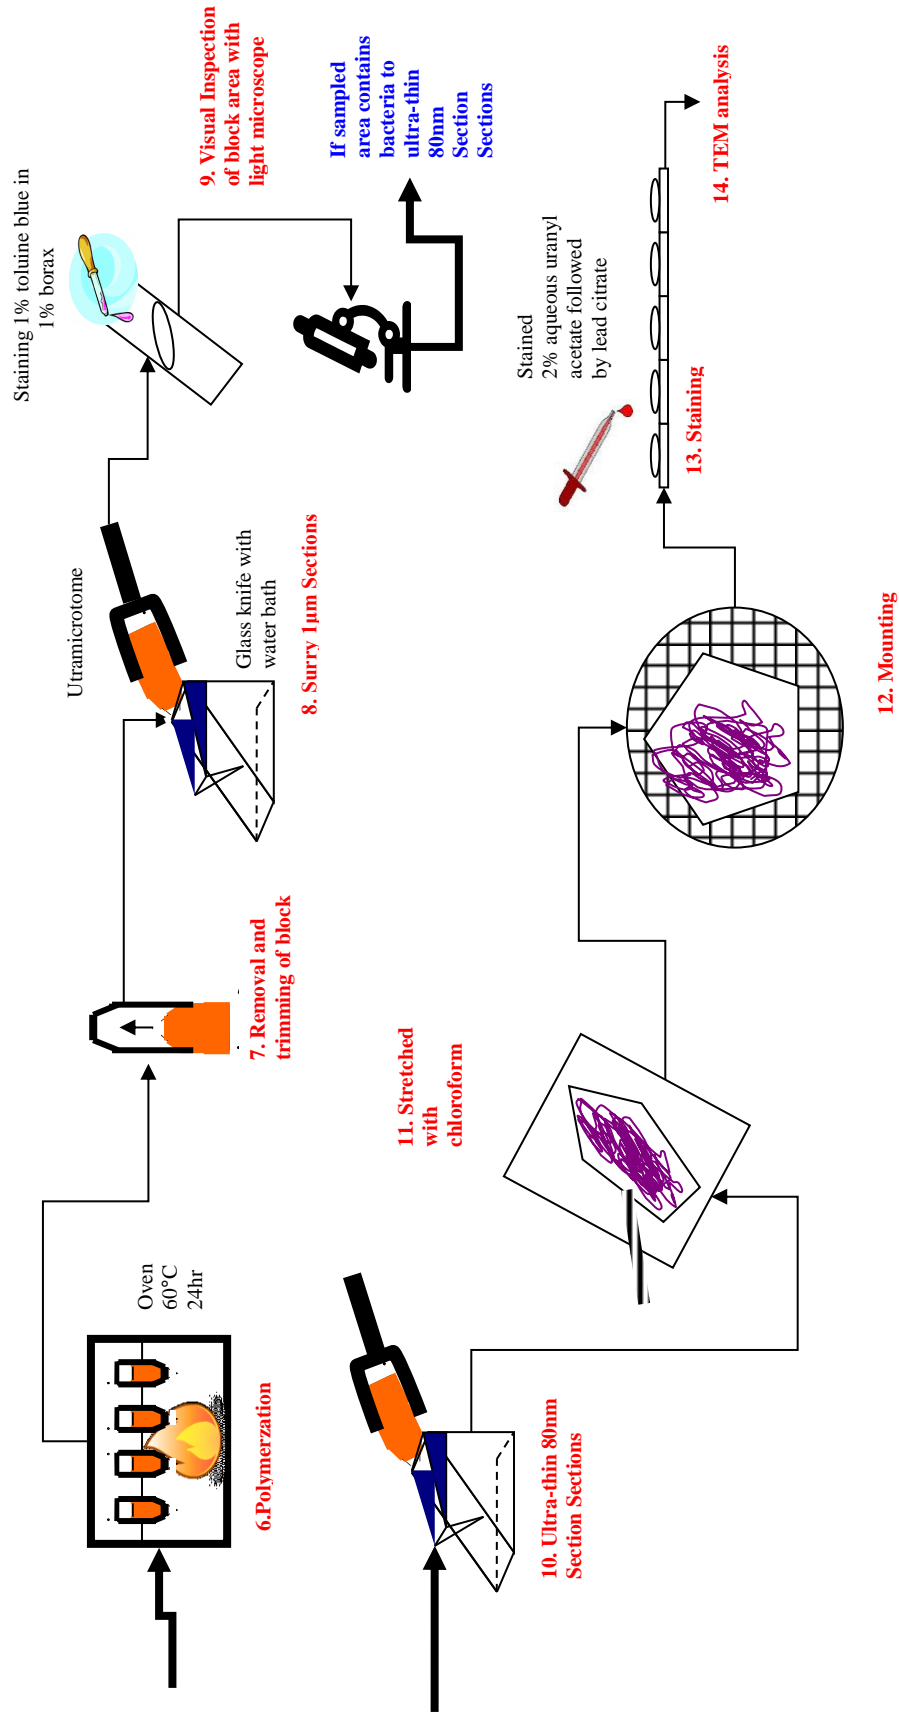 Oven
60°C
24hr
6.Polymerzation
7. Removal and
trimming of block
Utramicrotome
Glass knife with
water bath
8. Surry 1µm Sections
Staining 1% toluine blue in
1% borax
9. Visual Inspection
of block area with
light microscope
If sampled
area contains
bacteria to
ultra-thin
80nm
Section
Sections
10. Ultra-thin 80nm
Section Sections
11. Stretched
with
chloroform
12. Mounting
Stained
2% aqueous uranyl
acetate followed
by lead citrate
13. Staining
14. TEM analysis